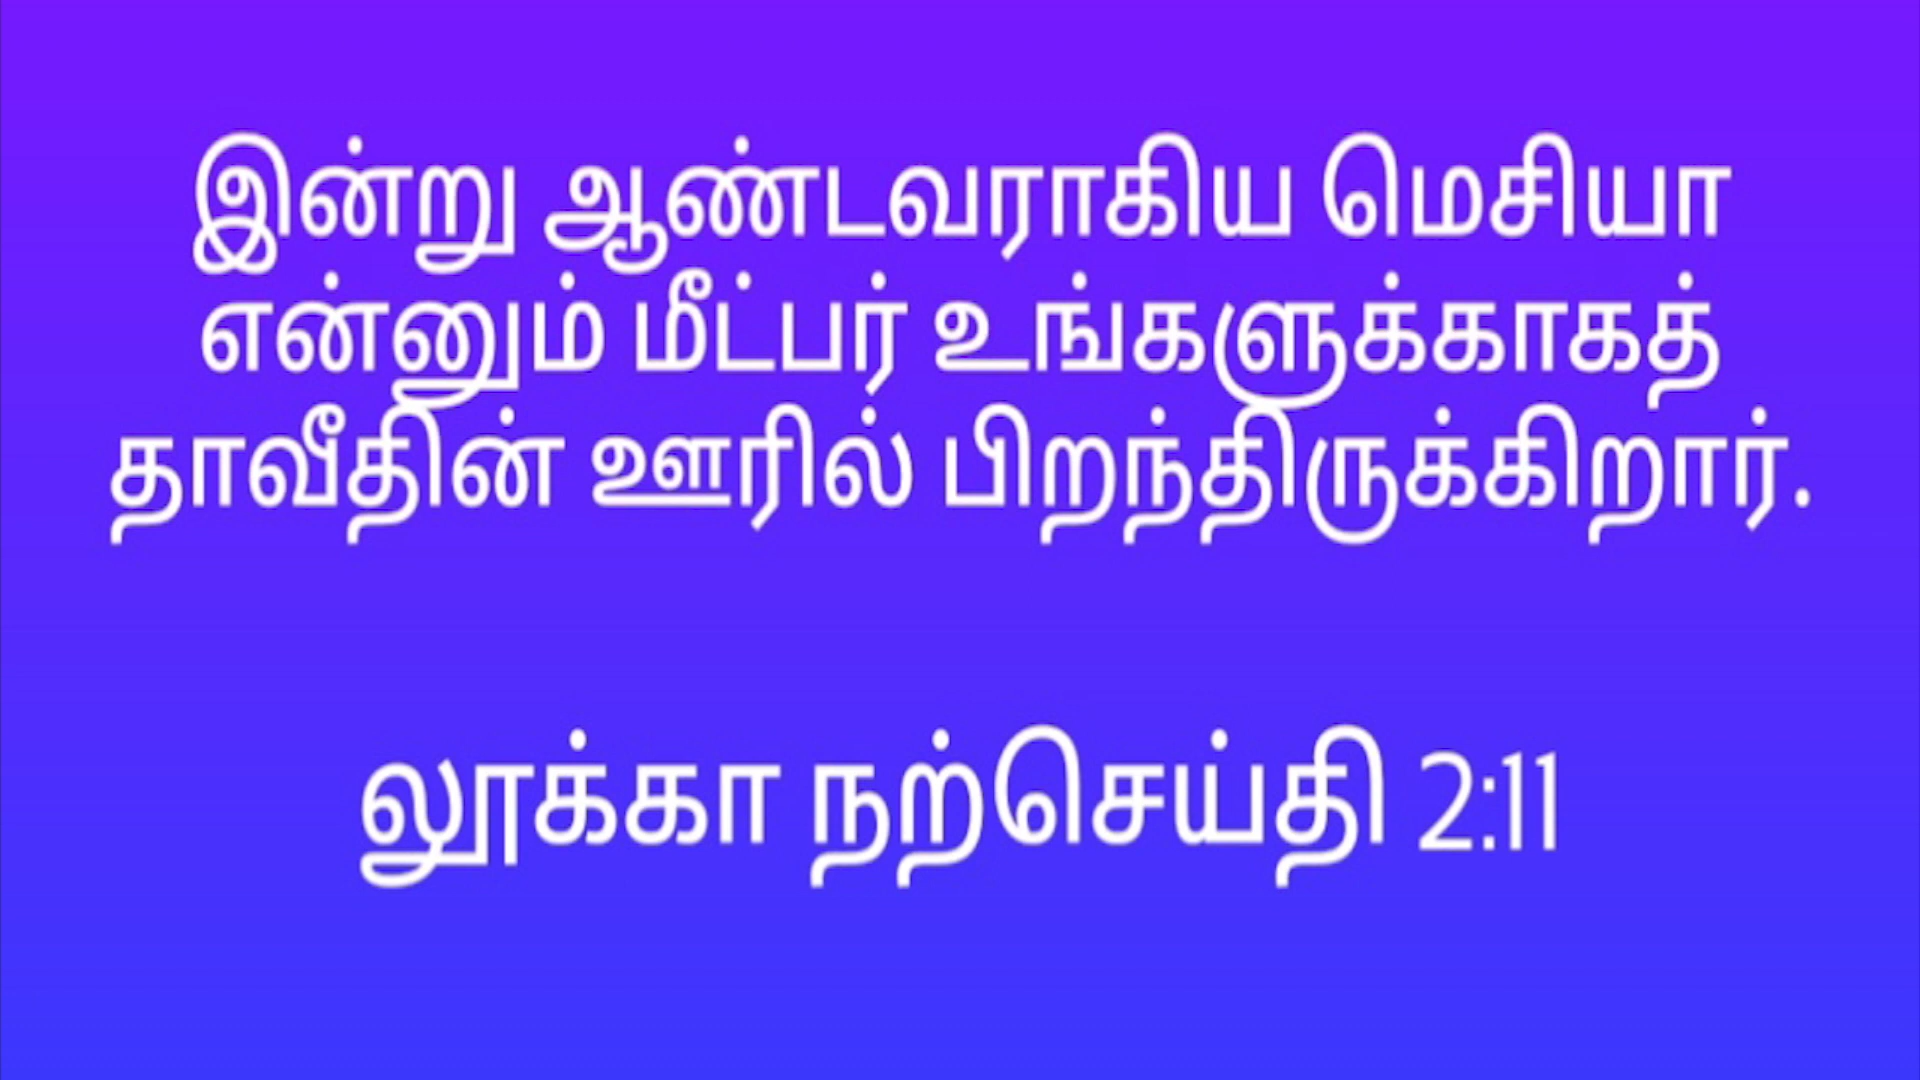 இன்று ஆண்டவராகிய மெசியா
என்னும் மீட்பர் உங்களுக்காகத்
தாவீதின் ஊரில் பிறந்திருக்கிறார்.
லூக்கா நற்செய்தி 2:11